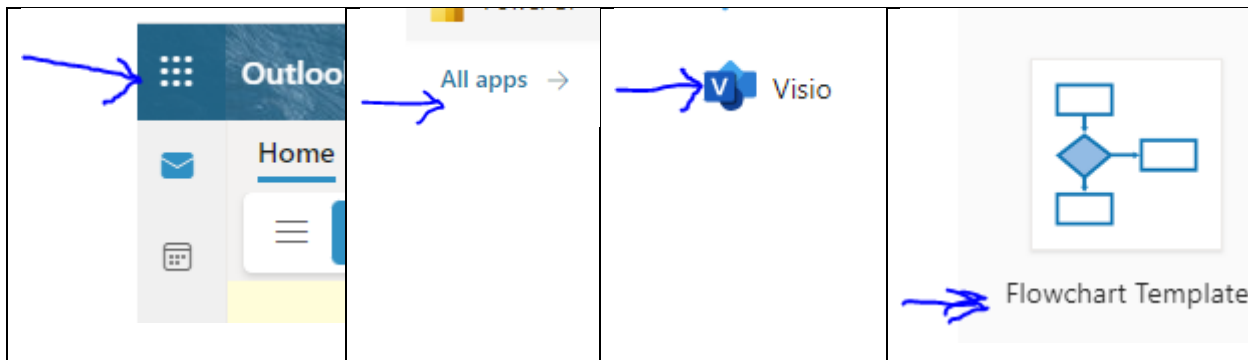 Outloo
Home
All apps →
V
Visio
Flowchart Template